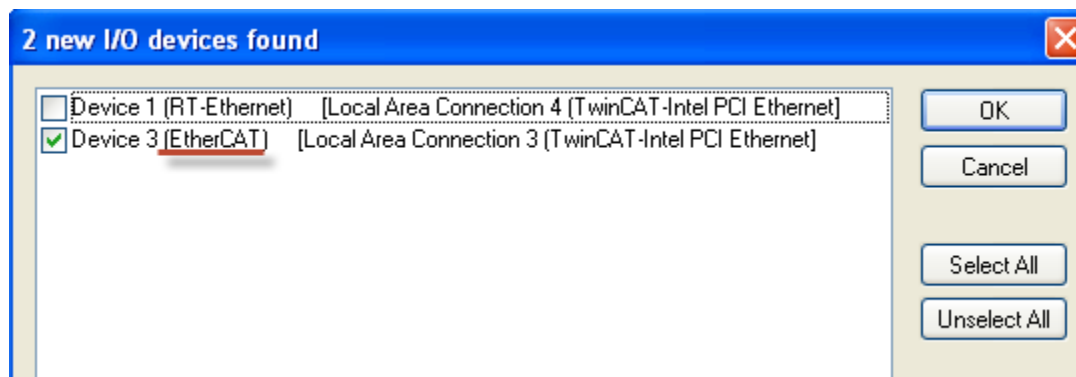 2 new I/O devices found
Device 1 (RT-Ethernet) [Local Area Connection 4 (TwinCAT-Intel PCI Ethernet]
Device 3 (EtherCAT) [Local Area Connection 3 (TwinCAT-Intel PCI Ethernet]
OK
Cancel
Select All
Unselect All